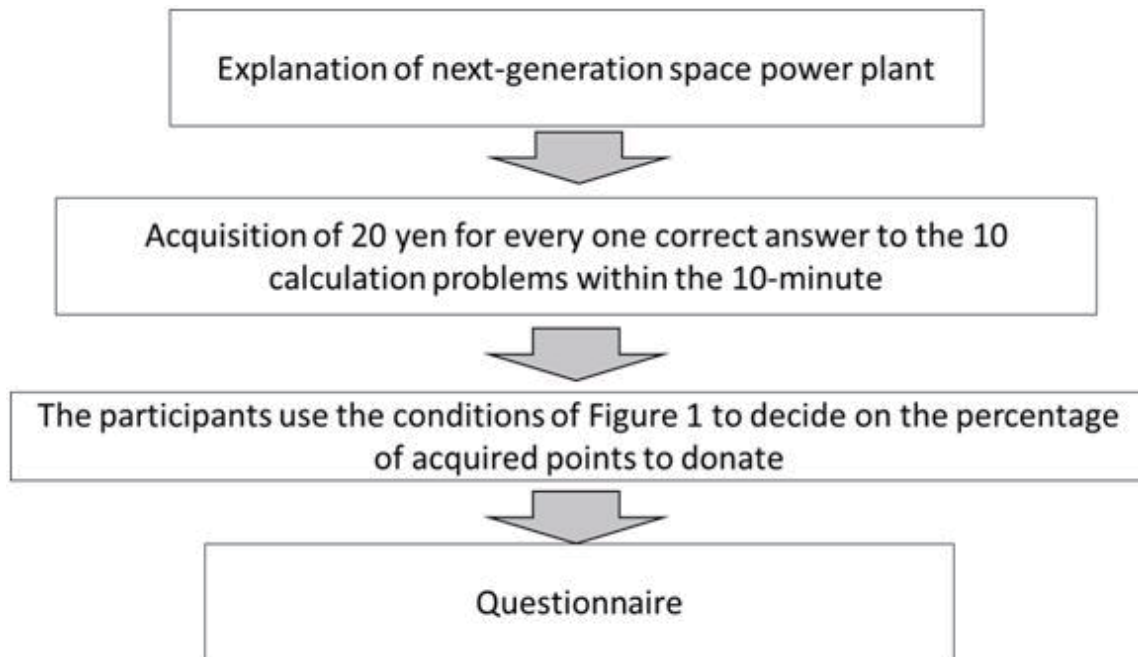 Explanation of next-generation space power plant
Acquisition of 20 yen for every one correct answer to the 10
calculation problems within the 10-minute
The participants use the conditions of Figure 1 to decide on the percentage
of acquired points to donate
Questionnaire